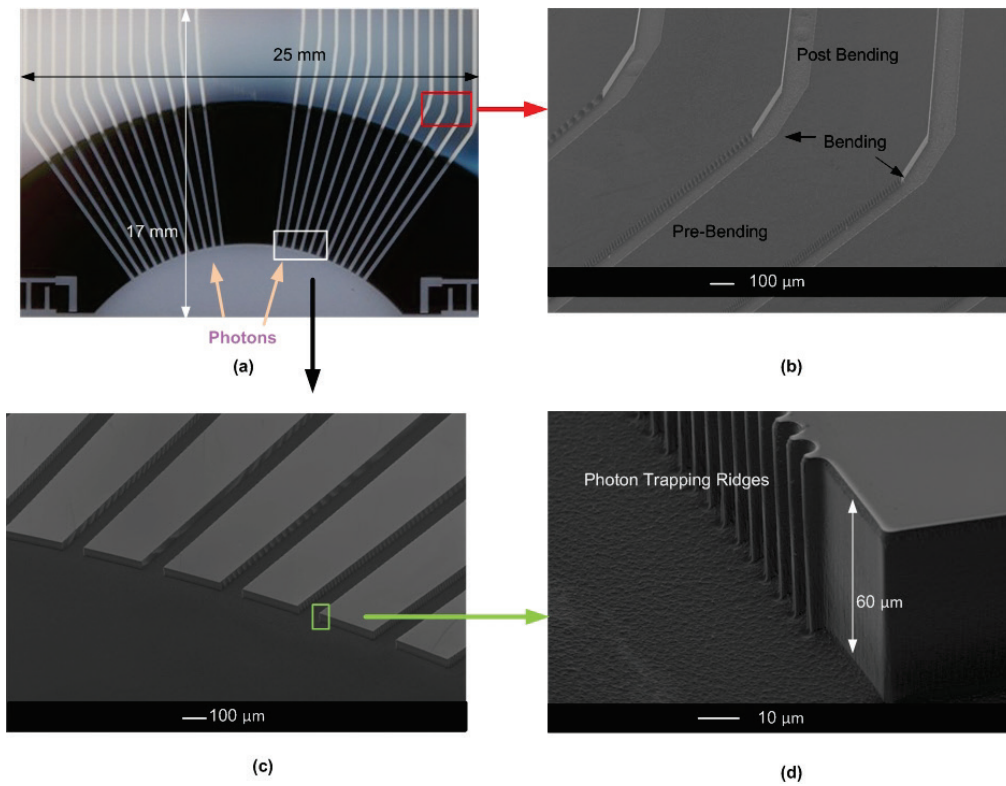 25 mm
17 mm
Photons
(a)
Post Bending
Bending
Pre-Bending
100 µm
(b)
100 µm
(c)
Photon Trapping Ridges
60 µm
10 µm
(d)